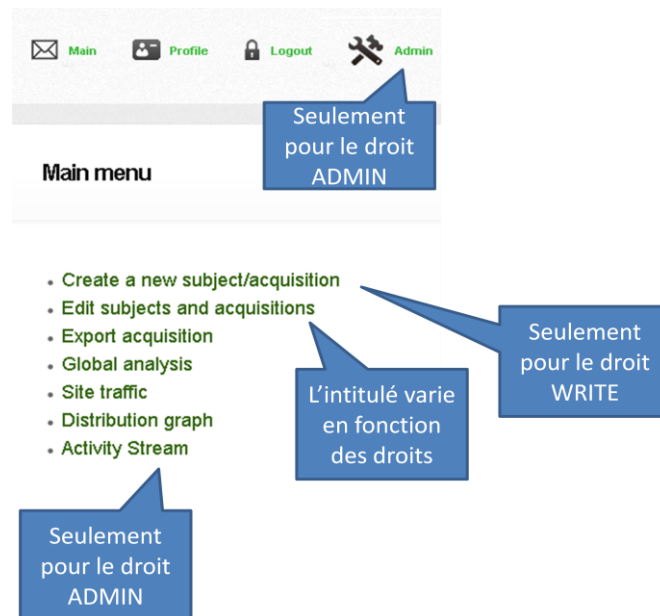 Main Profile Logout Admin
Seulement
pour le droit
ADMIN
Main menu
Create a new subject/acquisition
Edit subjects and acquisitions
Export acquisition
Global analysis
Site traffic
Distribution graph
Activity Stream
Seulement
pour le droit
WRITE
L'intitulé varie
en fonction
des droits
Seulement
pour le droit
ADMIN